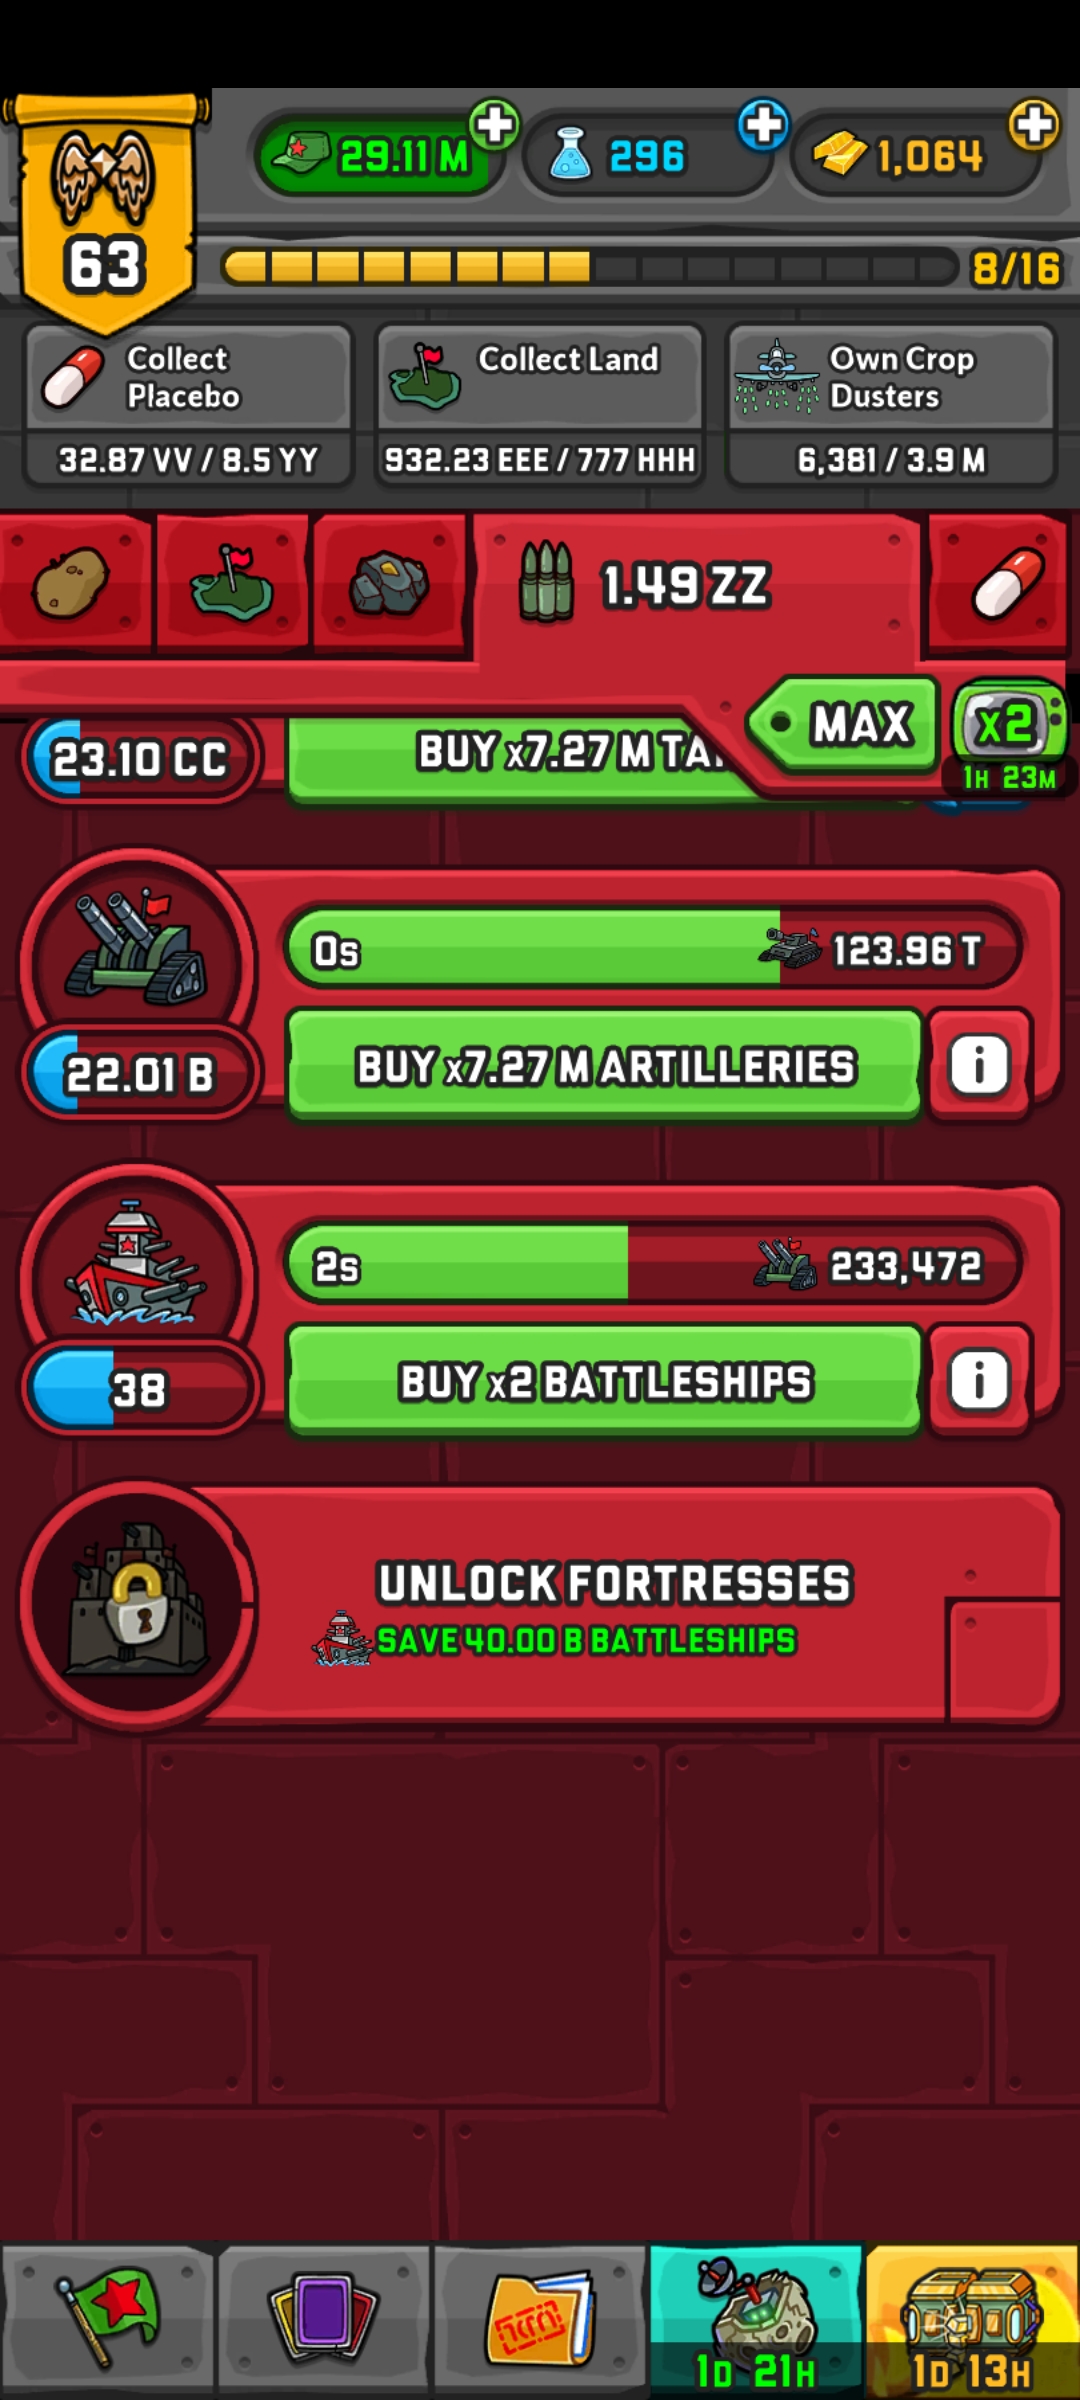 29.11 M
296
1,064
63
8/16
Collect
Placebo
32.87 VV / 8.5 YY
Collect Land
932.23 EEE / 777 HHH
Own Crop
Dusters
6,381 / 3.9 M
1.49 ZZ
MAX
x2
1H 23M
23.10 CC
BUY x7.27 M
0s
123.96 T
22.01 B
BUY x7.27 M ARTILLERIES
i
2s
233,472
38
BUY x2 BATTLESHIPS
i
UNLOCK FORTRESSES
SAVE 40.00 B BATTLESHIPS
1D 21H
1D 13H